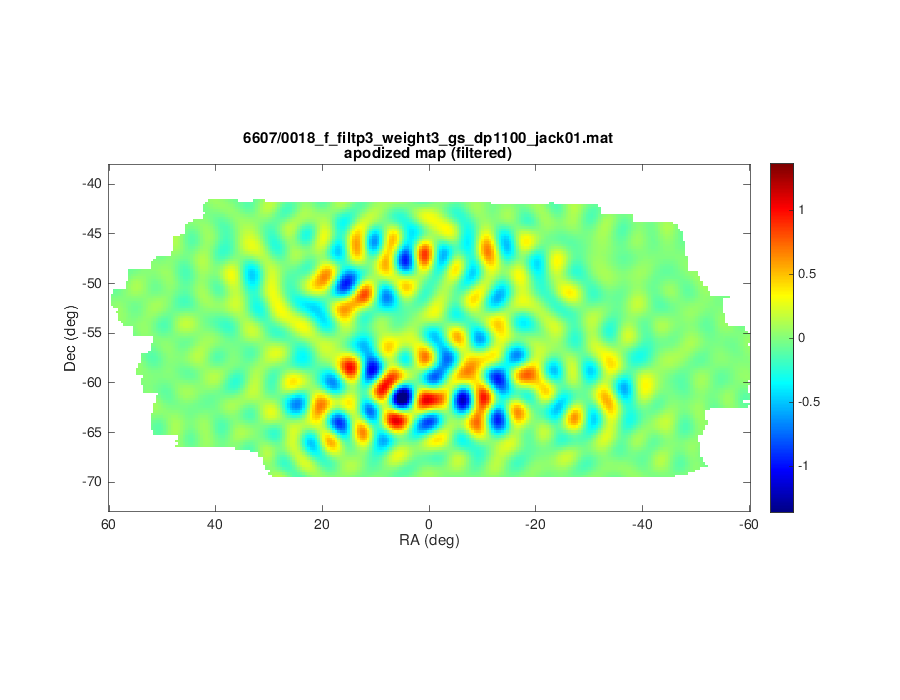 6607/0018_f_filtp3_weight3_gs_dp1100_jack01.mat
apodized map (filtered)
-40
-45
-50
-55
-60
-65
-70
Dec (deg)
60 40 20 0 -20 -40 -60
RA (deg)
1
0.5
0
-0.5
-1